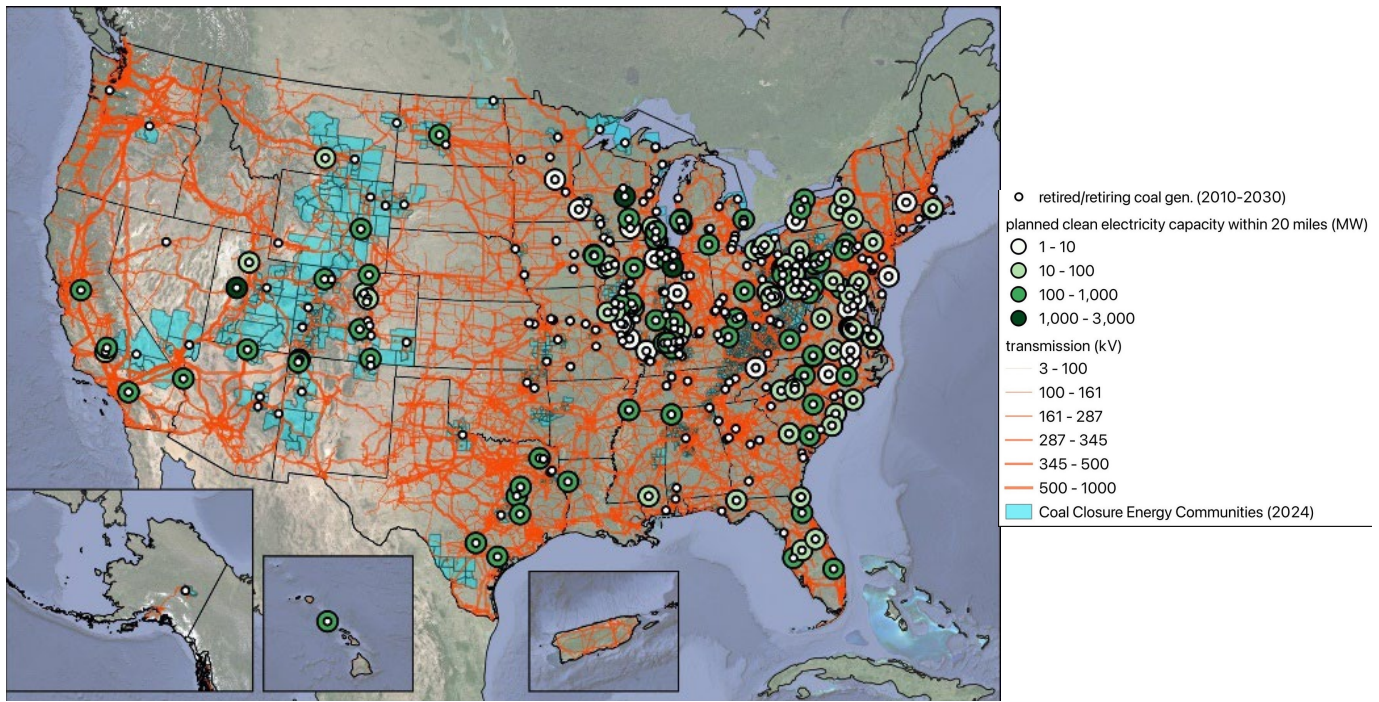 retired/retiring coal gen. (2010-2030)
planned clean electricity capacity within 20 miles (MW)
1 - 10
10 - 100
100 - 1,000
1,000 - 3,000
transmission (kV)
3 - 100
100 - 161
161 - 287
287 - 345
345 - 500
500 - 1000
Coal Closure Energy Communities (2024)